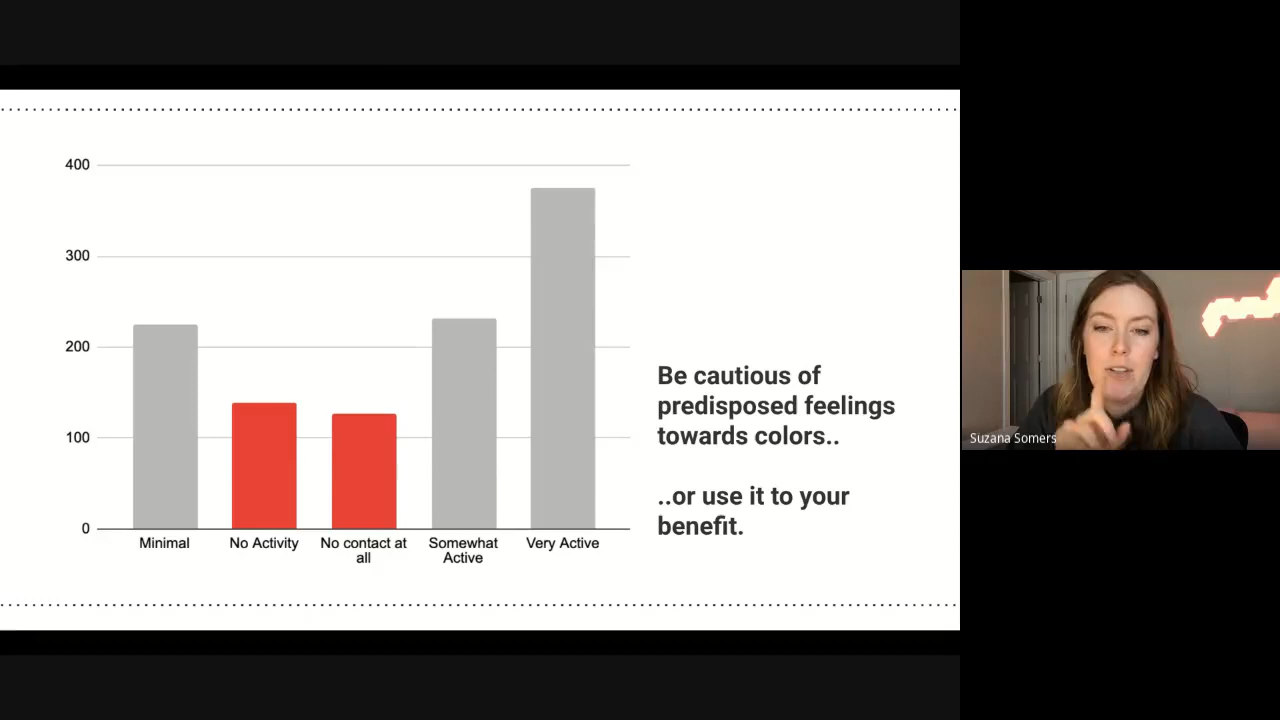 400
300
200
100
0
Minimal
No Activity
No contact at
all
Somewhat
Active
Very Active
Be cautious of
predisposed feelings
towards colors..
..or use it to your
benefit.
Suzana Somers